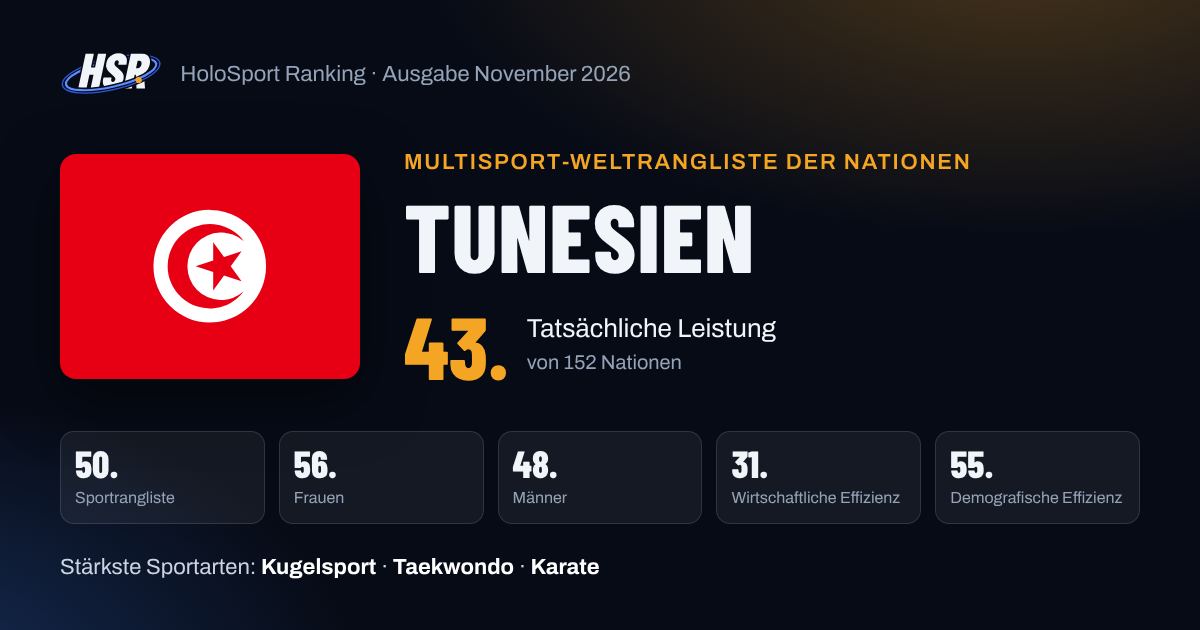 HSR
HoloSport Ranking · Ausgabe November 2026
MULTISPORT-WELTRANGLISTE DER NATIONEN
TUNESIEN
43.
Tatsächliche Leistung
von 152 Nationen
50.
Sportrangliste
56.
Frauen
48.
Männer
31.
Wirtschaftliche Effizienz
55.
Demografische Effizienz
Stärkste Sportarten: Kugelsport · Taekwondo · Karate